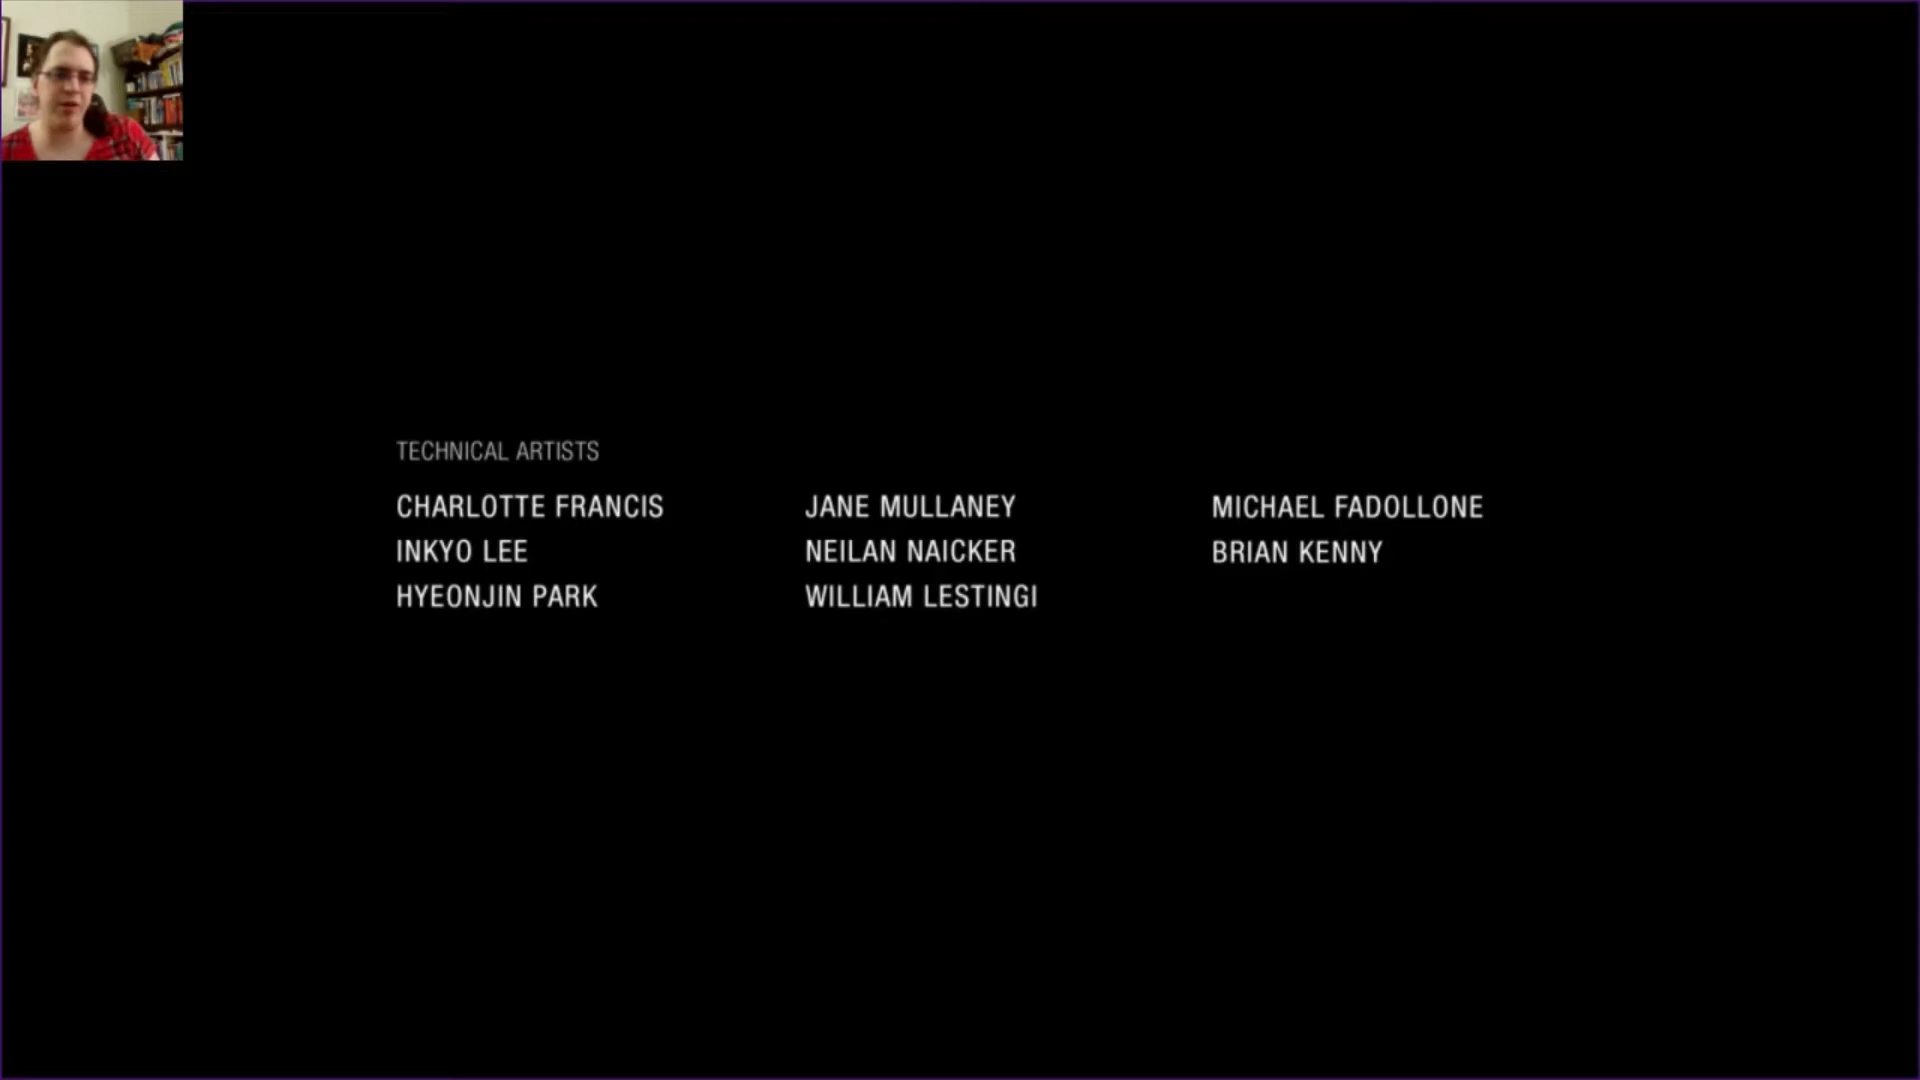 TECHNICAL ARTISTS
CHARLOTTE FRANCIS
INKYO LEE
HYEONJIN PARK
JANE MULLANEY
NEILAN NAICKER
WILLIAM LESTINGI
MICHAEL FADOLLONE
BRIAN KENNY